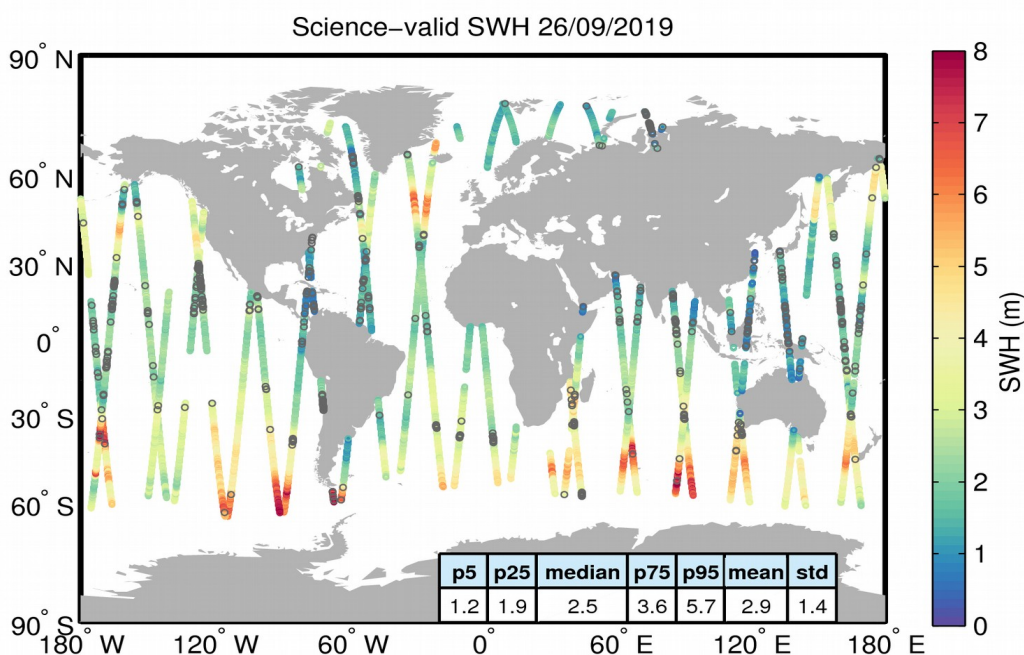 Science−valid SWH 26/09/2019
90° N
60° N
30° N
0°
30° S
60° S
90° S
180° W 120° W 60° W 0° 60° E 120° E 180° E
p5 p25 median p75 p95 mean std
1.2 1.9 2.5 3.6 5.7 2.9 1.4
8
7
6
5
4
3
2
1
0
SWH (m)